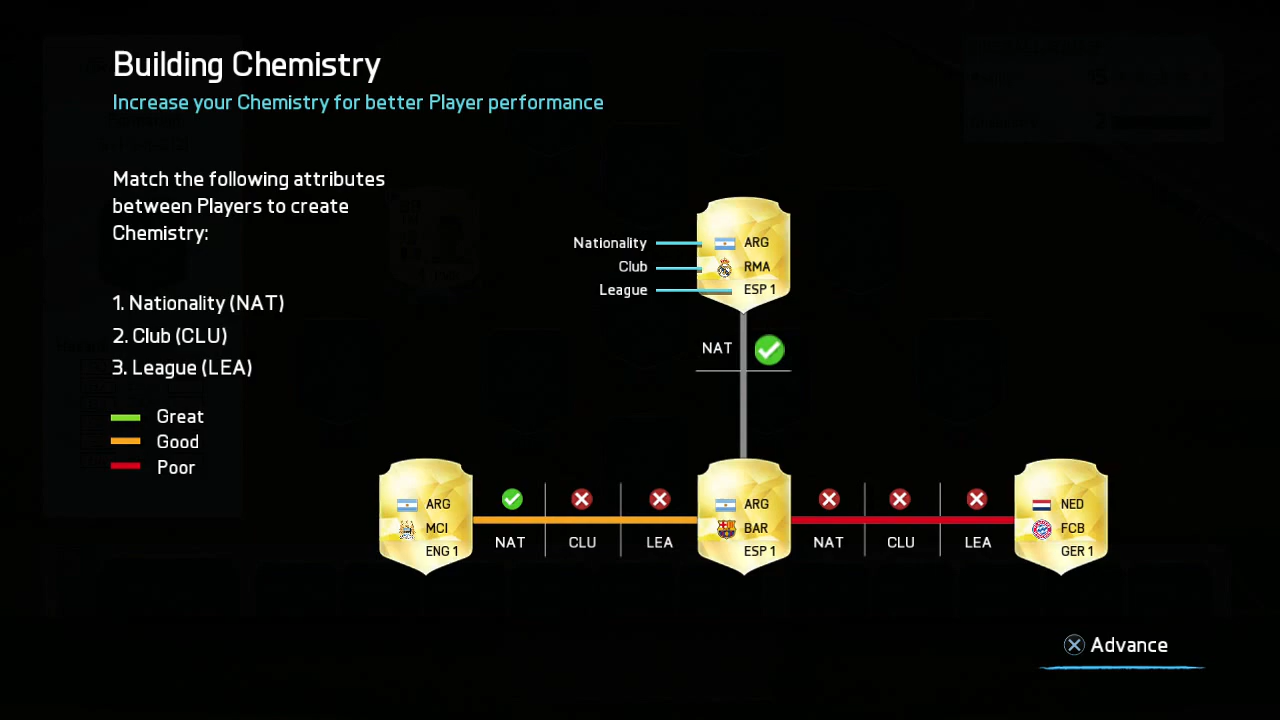 Building Chemistry
Increase your Chemistry for better Player performance
Match the following attributes
between Players to create
Chemistry:
1. Nationality (NAT)
2. Club (CLU)
3. League (LEA)
Great
Good
Poor
Nationality
Club
League
ARG
RMA
ESP 1
NAT
ARG
MCI
ENG 1
NAT
CLU
LEA
ARG
BAR
ESP 1
NAT
CLU
LEA
NED
FCB
GER 1
Advance